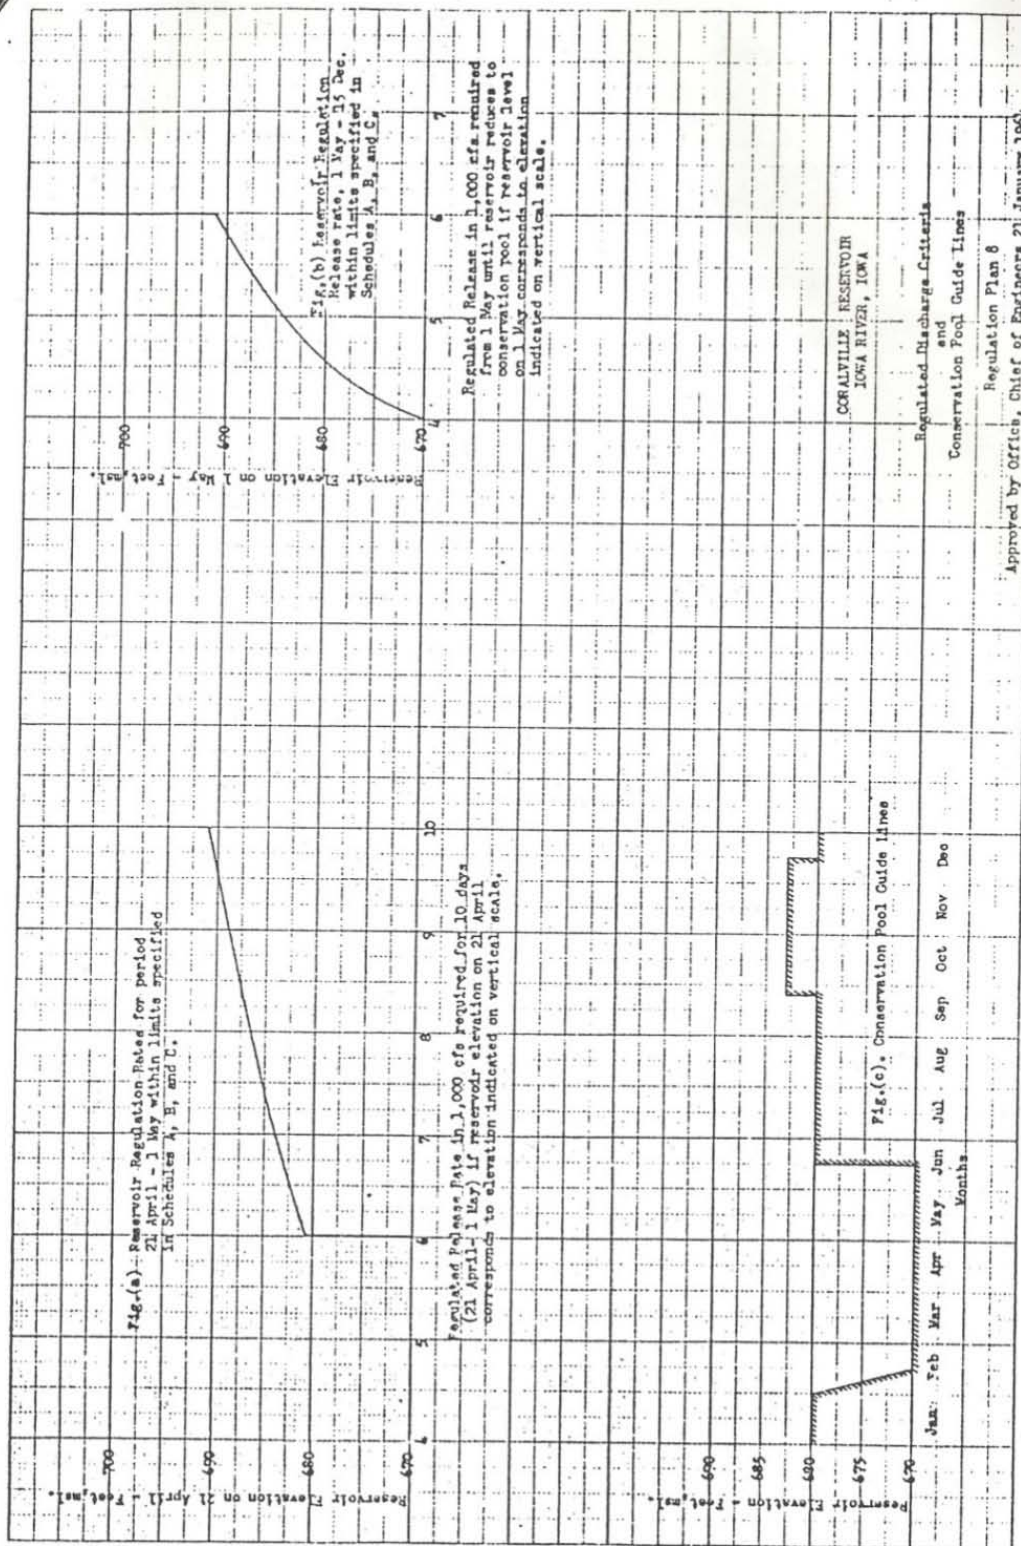 Fig.(a) Reservoir Regulation Rates for period
21 April - 1 May within limits specified
in Schedules A, B, and C.
Reservoir Elevation on 21 April - Feet, msl.
700
690
680
670
4
5
6
7
8
9
10
Regulated Release Rate in 1,000 cfs required for 10 days
(21 April - 1 May) if reservoir elevation on 21 April
corresponds to elevation indicated on vertical scale.
Fig.(b) Reservoir Regulation
Release rate, 1 May - 15 Dec.
within limits specified in
Schedules A, B, and C.
Reservoir Elevation on 1 May - Feet, msl.
700
690
680
670
4
5
6
7
Regulated Release in 1,000 cfs required
from 1 May until reservoir reduces to
conservation pool if reservoir level
on 1 May corresponds to elevation
indicated on vertical scale.
Reservoir Elevation - Feet, msl.
690
685
680
675
670
Fig.(c). Conservation Pool Guide Lines
Jan Feb Mar Apr May Jun Jul Aug Sep Oct Nov Dec
Months
CORALVILLE RESERVOIR
IOWA RIVER, IOWA
Regulated Discharge Criteria
and
Conservation Pool Guide Lines
Regulation Plan 8
Approved by Office, Chief of Engineers 21 January